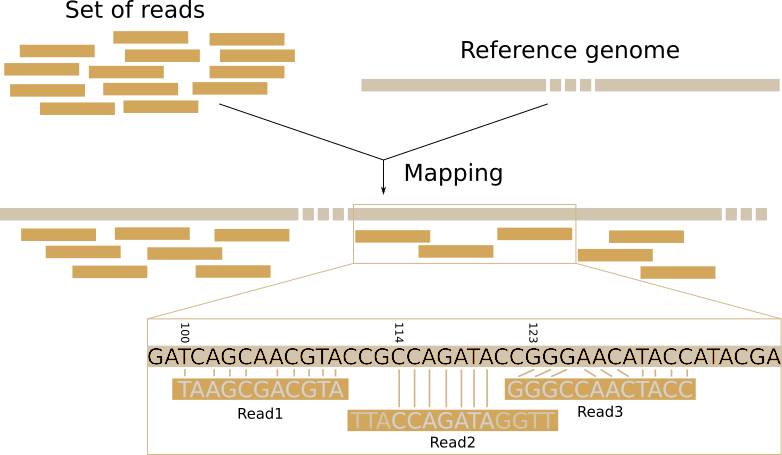 Set of reads
Reference genome
Mapping
100
114
123
GATCAGCAACGTACCGCCAGATACCGGGAACATACCATACGA
TAAGCGACGTA
GGGCCAACTACC
Read1
Read3
TTACCAGATAGGTT
Read2